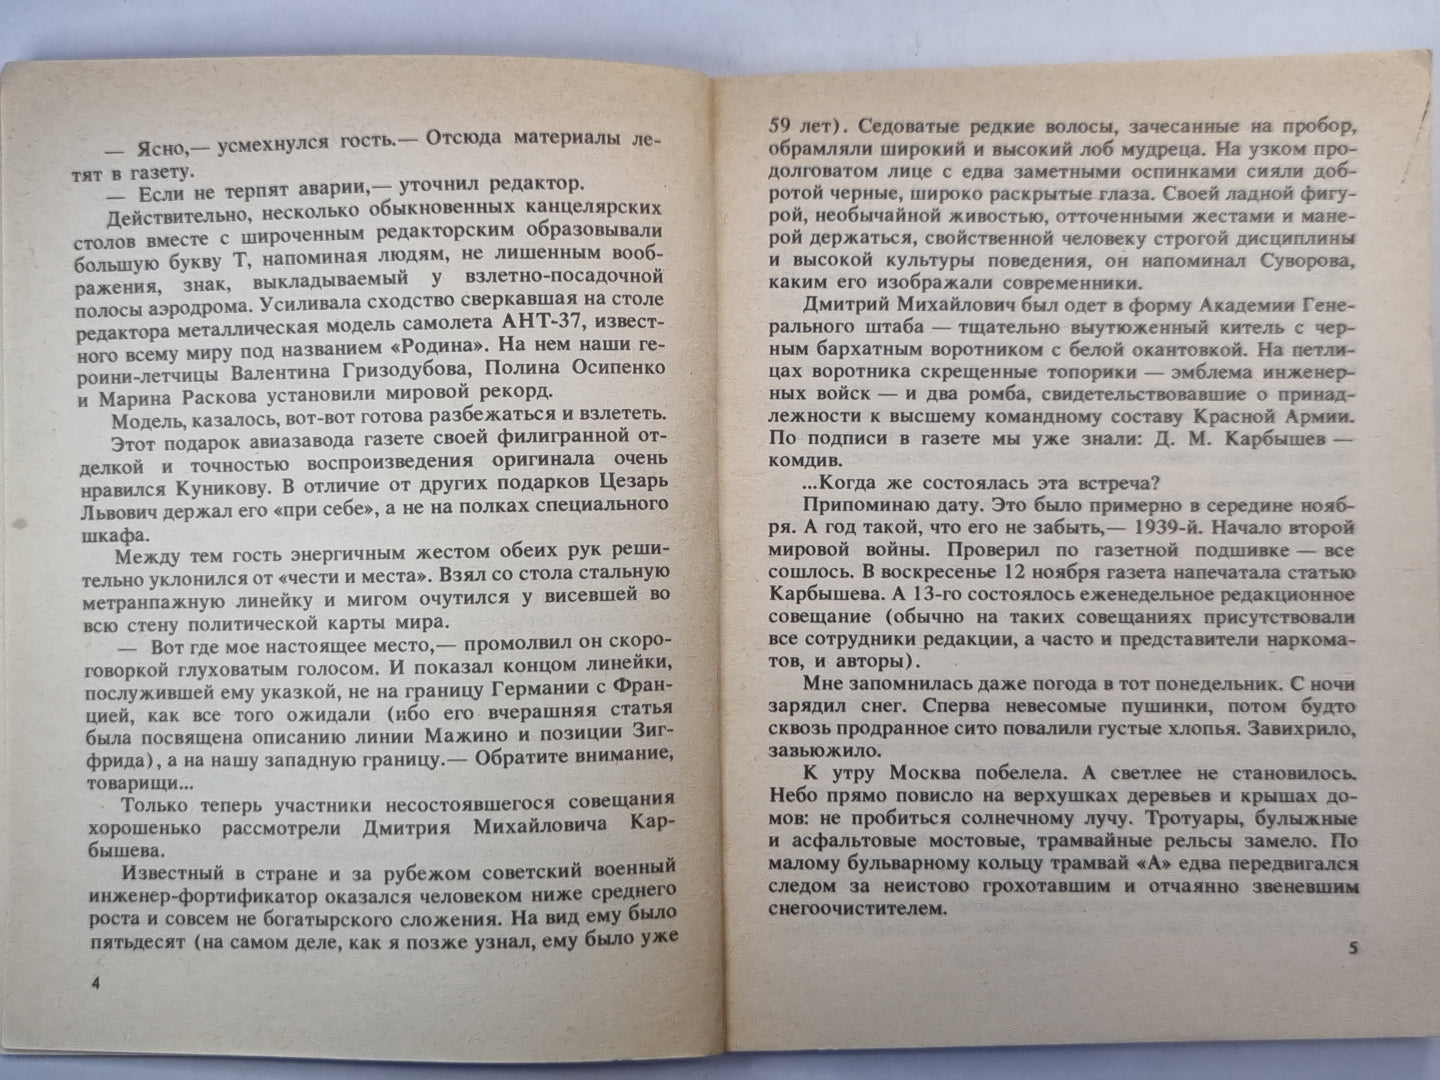 — Ясно,— усмехнулся гость.— Отсюда материалы ле-
тят в газету.
— Если не терпят аварии,— уточнил редактор.
Действительно, несколько обыкновенных канцелярских
столов вместе с широченным редакторским образовывали
большую букву Т, напоминая людям, не лишенным вооб-
ражения, знак, выкладываемый у взлетно-посадочной
полосы аэродрома. Усиливала сходство сверкавшая на столе
редактора металлическая модель самолета АНТ-37, извест-
ного всему миру под названием «Родина». На нем наши ге-
роини-летчицы Валентина Гризодубова, Полина Осипенко
и Марина Раскова установили мировой рекорд.
Модель, казалось, вот-вот готова разбежаться и взлететь.
Этот подарок авиазавода газете своей филигранной от-
делкой и точностью воспроизведения оригинала очень
нравился Куникову. В отличие от других подарков Цезарь
Львович держал его «при себе», а не на полках специального
шкафа.
Между тем гость энергичным жестом обеих рук реши-
тельно уклонился от «чести и места». Взял со стола стальную
метранпажную линейку и мигом очутился у висевшей во
всю стену политической карты мира.
— Вот где мое настоящее место,— промолвил он скоро-
говоркой глуховатым голосом. И показал концом линейки,
послужившей ему указкой, не на границу Германии с Фран-
цией, как все того ожидали (ибо его вчерашняя статья
была посвящена описанию линии Мажино и позиции Зиг-
фрида), а на нашу западную границу.— Обратите внимание,
товарищи...
Только теперь участники несостоявшегося совещания
хорошенько рассмотрели Дмитрия Михайловича Кар-
бышева.
Известный в стране и за рубежом советский военный
инженер-фортификатор оказался человеком ниже среднего
роста и совсем не богатырского сложения. На вид ему было
пятьдесят (на самом деле, как я позже узнал, ему было уже
4
59 лет). Седоватые редкие волосы, зачесанные на пробор,
обрамляли широкий и высокий лоб мудреца. На узком про-
долговатом лице с едва заметными оспинками сияли доб-
ротой черные, широко раскрытые глаза. Своей ладной фигу-
рой, необычайной живостью, отточенными жестами и мане-
рой держаться, свойственной человеку строгой дисциплины
и высокой культуры поведения, он напоминал Суворова,
каким его изображали современники.
Дмитрий Михайлович был одет в форму Академии Гене-
рального штаба — тщательно выутюженный китель с чер-
ным бархатным воротником с белой окантовкой. На петли-
цах воротника скрещенные топорики — эмблема инженер-
ных войск — и два ромба, свидетельствовавшие о принад-
лежности к высшему командному составу Красной Армии.
По подписи в газете мы уже знали: Д. М. Карбышев —
комдив.
...Когда же состоялась эта встреча?
Припоминаю дату. Это было примерно в середине нояб-
ря. А год такой, что его не забыть,— 1939-й. Начало второй
мировой войны. Проверил по газетной подшивке — все
сошлось. В воскресенье 12 ноября газета напечатала статью
Карбышева. А 13-го состоялось еженедельное редакционное
совещание (обычно на таких совещаниях присутствовали
все сотрудники редакции, а часто и представители наркома-
тов, и авторы).
Мне запомнилась даже погода в тот понедельник. С ночи
зарядил снег. Сперва невесомые пушинки, потом будто
сквозь продранное сито повалили густые хлопья. Завихрило,
завьюжило.
К утру Москва побелела. А светлее не становилось.
Небо прямо повисло на верхушках деревьев и крышах до-
мов: не пробиться солнечному лучу. Тротуары, булыжные
и асфальтовые мостовые, трамвайные рельсы замело. По
малому бульварному кольцу трамвай «А» едва передвигался
следом за неистово грохотавшим и отчаянно звеневшим
снегоочистителем.
5